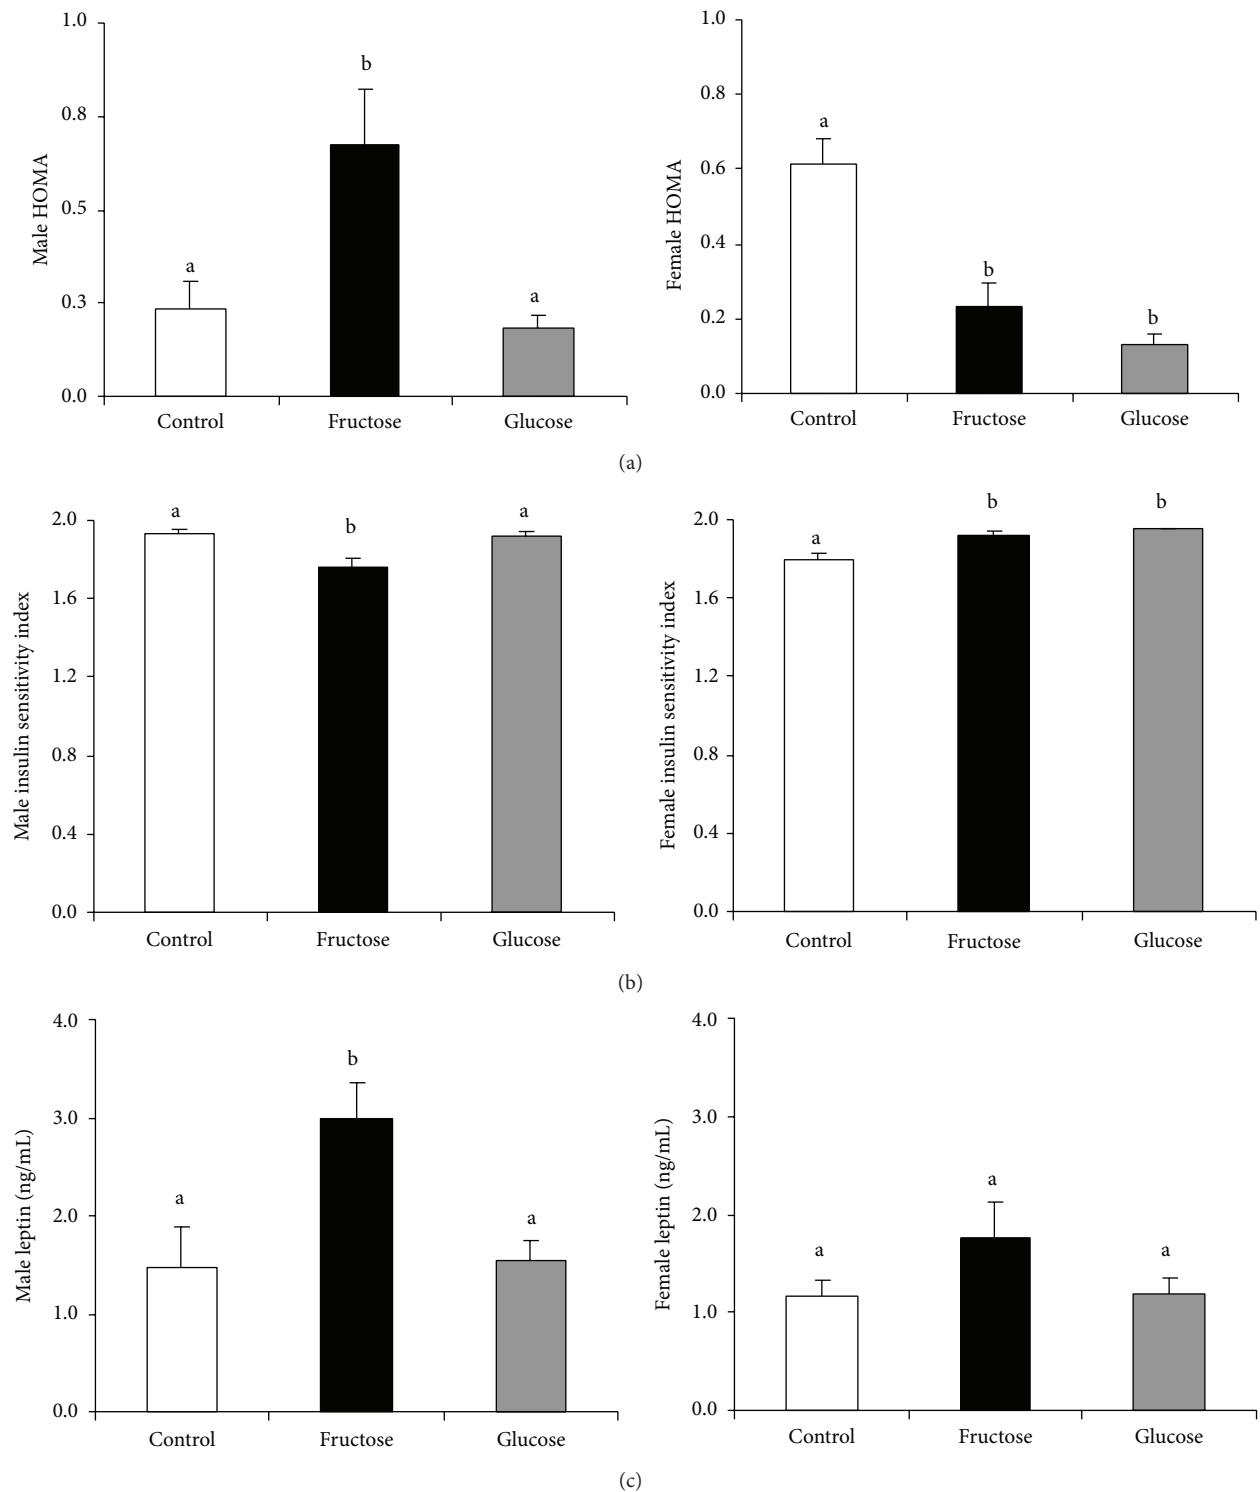 1.0
0.8
0.5
0.3
0.0
Male HOMA
a
b
a
Control
Fructose
Glucose
1.0
0.8
0.6
0.4
0.2
0.0
Female HOMA
a
b
b
Control
Fructose
Glucose
(a)
2.0
1.6
1.2
0.8
0.4
0.0
Male insulin sensitivity index
a
b
a
Control
Fructose
Glucose
2.0
1.6
1.2
0.8
0.4
0.0
Female insulin sensitivity index
a
b
b
Control
Fructose
Glucose
(b)
4.0
3.0
2.0
1.0
0.0
Male leptin (ng/mL)
a
b
a
Control
Fructose
Glucose
4.0
3.0
2.0
1.0
0.0
Female leptin (ng/mL)
a
a
a
Control
Fructose
Glucose
(c)